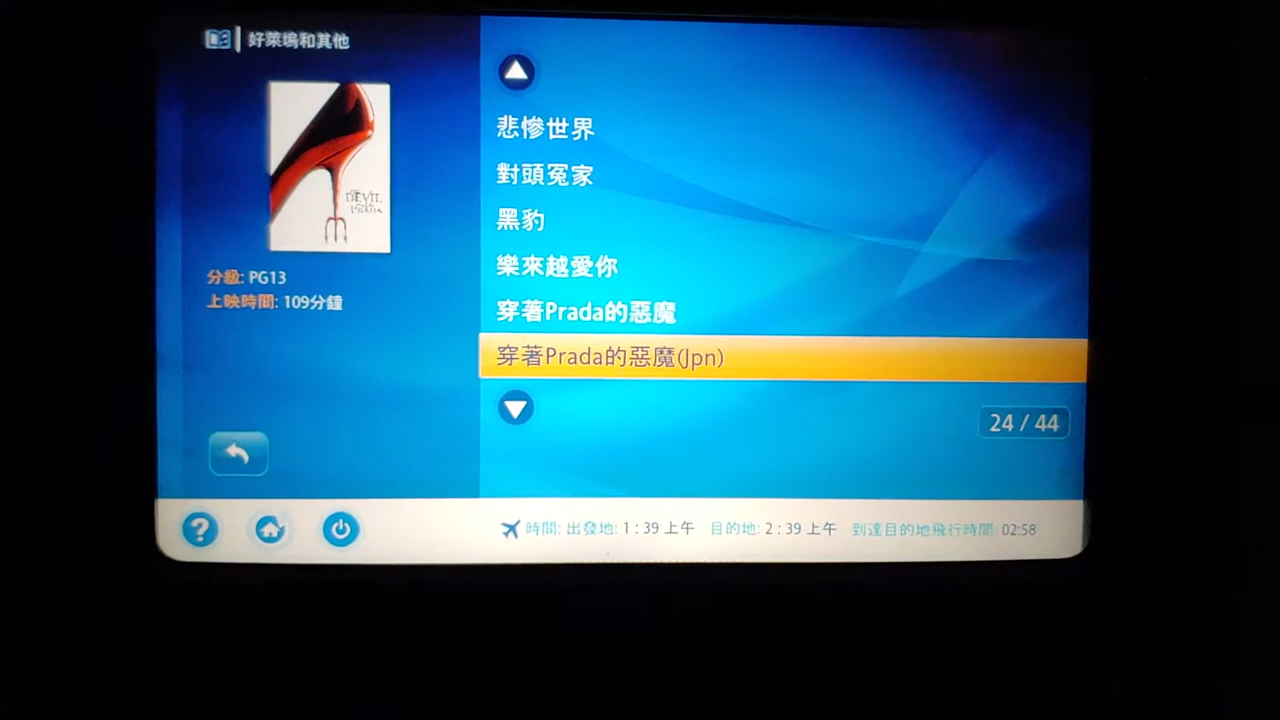 好萊塢和其他
DEVIL
PRADA
分級: PG13
上映時間: 109分鐘
悲慘世界
對頭冤家
黑豹
樂來越愛你
穿著Prada的惡魔
穿著Prada的惡魔(Jpn)
24 / 44
?
時間: 出發地: 1 : 39 上午 目的地: 2 : 39 上午 到達目的地飛行時間: 02:58